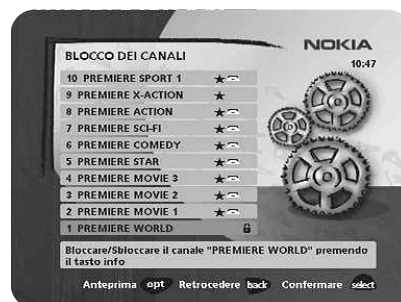 NOKIA
BLOCCO DEI CANALI
10:47
10 PREMIERE SPORT 1
9 PREMIERE X-ACTION
8 PREMIERE ACTION
7 PREMIERE SCI-FI
6 PREMIERE COMEDY
5 PREMIERE STAR
4 PREMIERE MOVIE 3
3 PREMIERE MOVIE 2
2 PREMIERE MOVIE 1
1 PREMIERE WORLD
Bloccare/Sbloccare il canale "PREMIERE WORLD" premendo
il tasto info
Anteprima opt Retrocedere back Confermare select